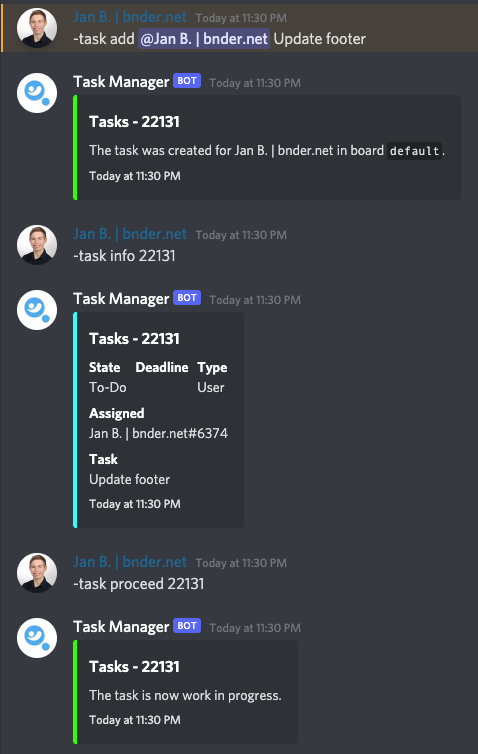 Jan B. | bnder.net Today at 11:30 PM
-task add @Jan B. | bnder.net Update footer
Task Manager BOT Today at 11:30 PM
Tasks - 22131
The task was created for Jan B. | bnder.net in board default.
Today at 11:30 PM
Jan B. | bnder.net Today at 11:30 PM
-task info 22131
Task Manager BOT Today at 11:30 PM
Tasks - 22131
State Deadline Type
To-Do User
Assigned
Jan B. | bnder.net#6374
Task
Update footer
Today at 11:30 PM
Jan B. | bnder.net Today at 11:30 PM
-task proceed 22131
Task Manager BOT Today at 11:30 PM
Tasks - 22131
The task is now work in progress.
Today at 11:30 PM